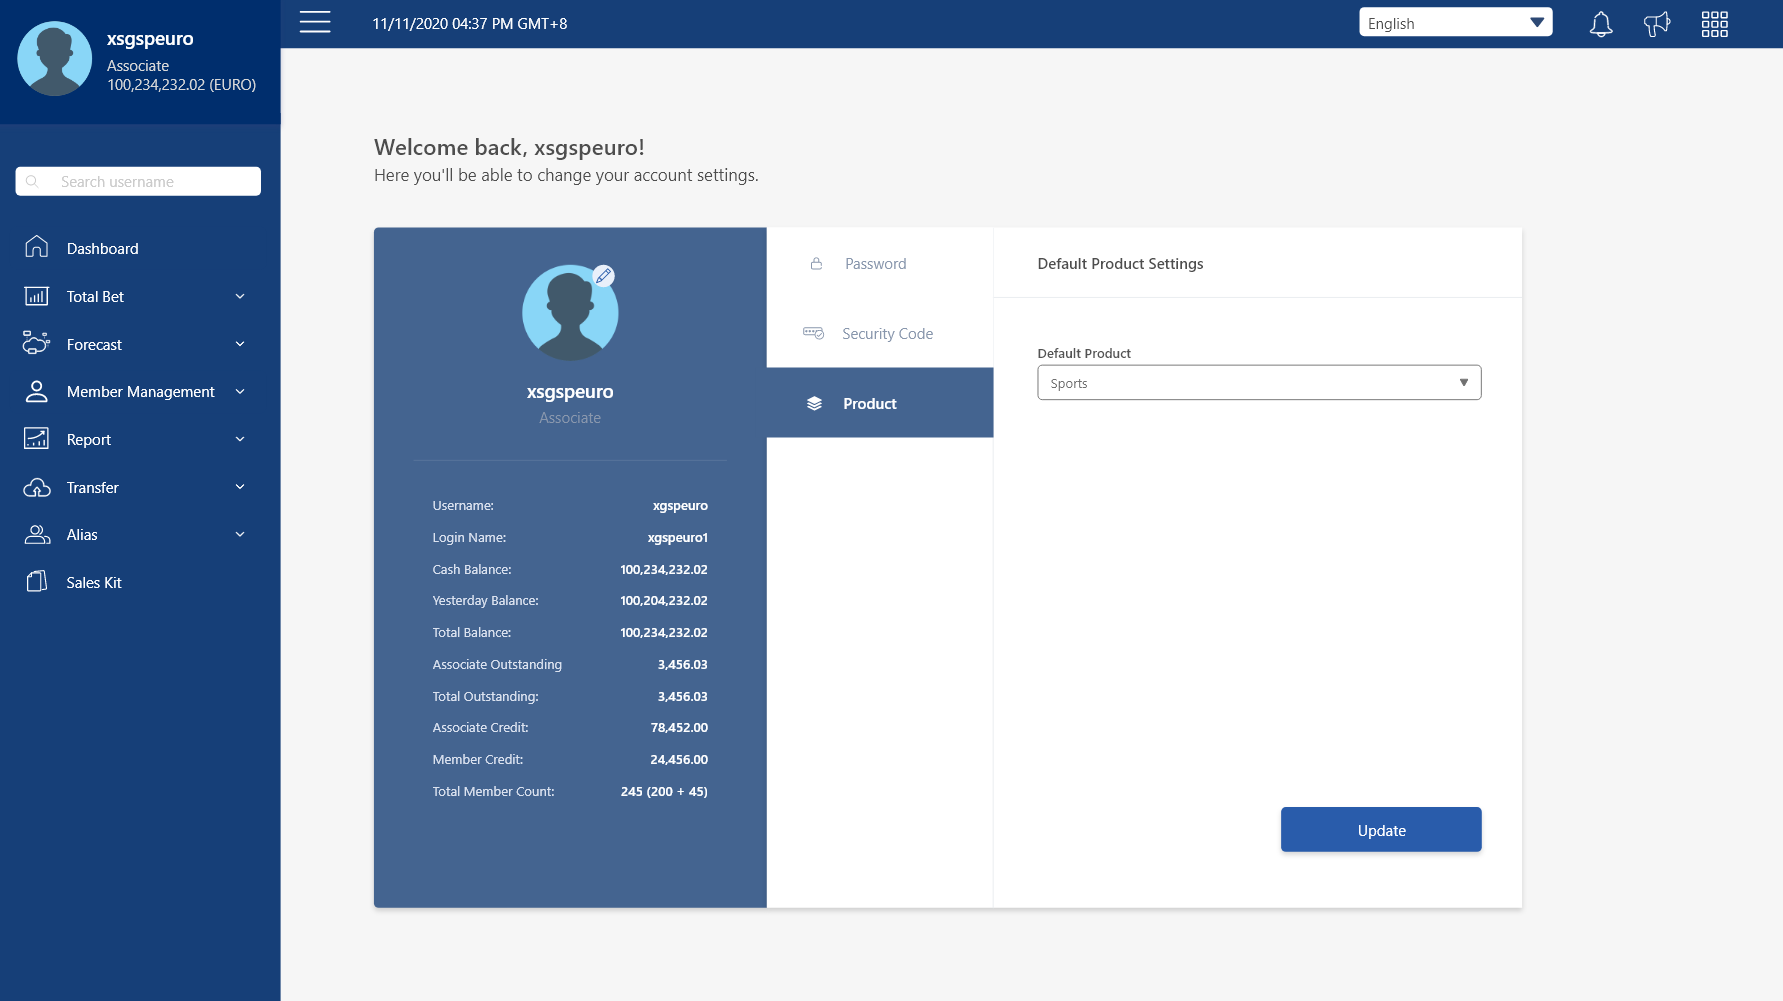 xsgspeuro
Associate
100,234,232.02 (EURO)
11/11/2020 04:37 PM GMT+8
English
Search username
Dashboard
Total Bet
Forecast
Member Management
Report
Transfer
Alias
Sales Kit
Welcome back, xsgspeuro!
Here you'll be able to change your account settings.
xsgspeuro
Associate
Username: xgspeuro
Login Name: xgspeuro1
Cash Balance: 100,234,232.02
Yesterday Balance: 100,204,232.02
Total Balance: 100,234,232.02
Associate Outstanding 3,456.03
Total Outstanding: 3,456.03
Associate Credit: 78,452.00
Member Credit: 24,456.00
Total Member Count: 245 (200 + 45)
Password
Security Code
Product
Default Product Settings
Default Product
Sports
Update